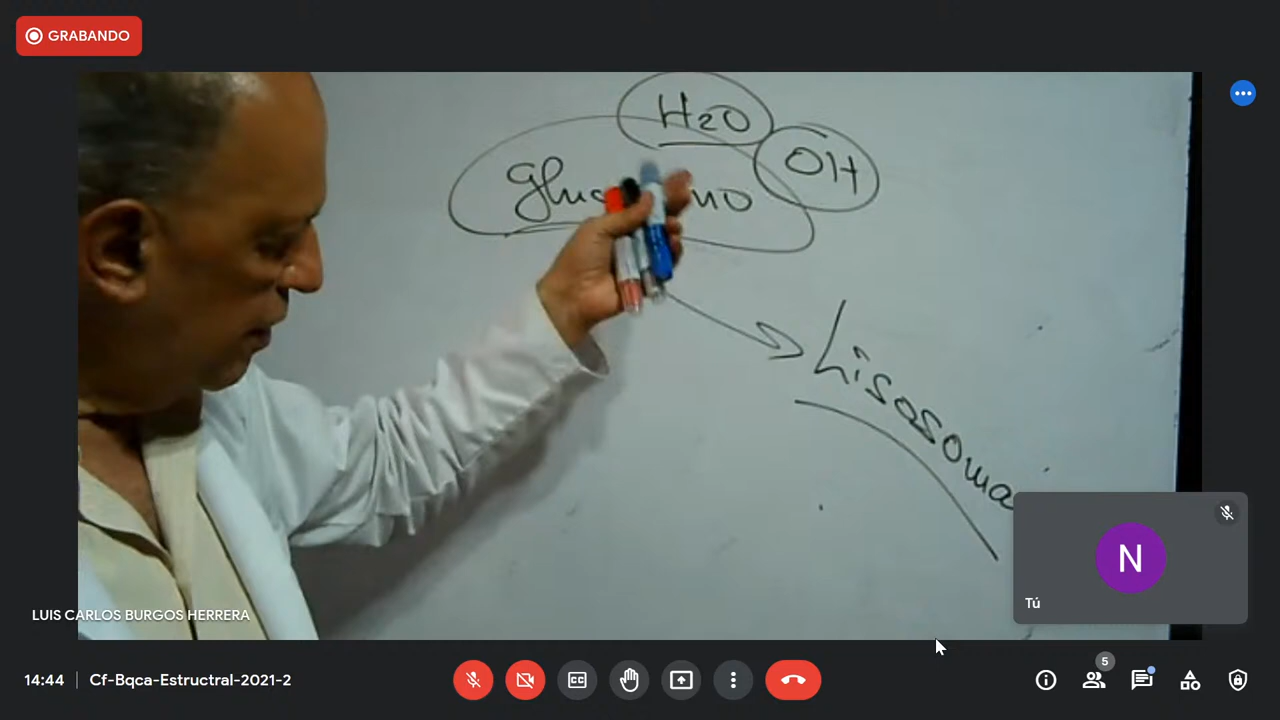 GRABANDO
H2O
OH
Lisosoma
N
Tú
LUIS CARLOS BURGOS HERRERA
14:44
Cf-Bqca-Estructral-2021-2
5